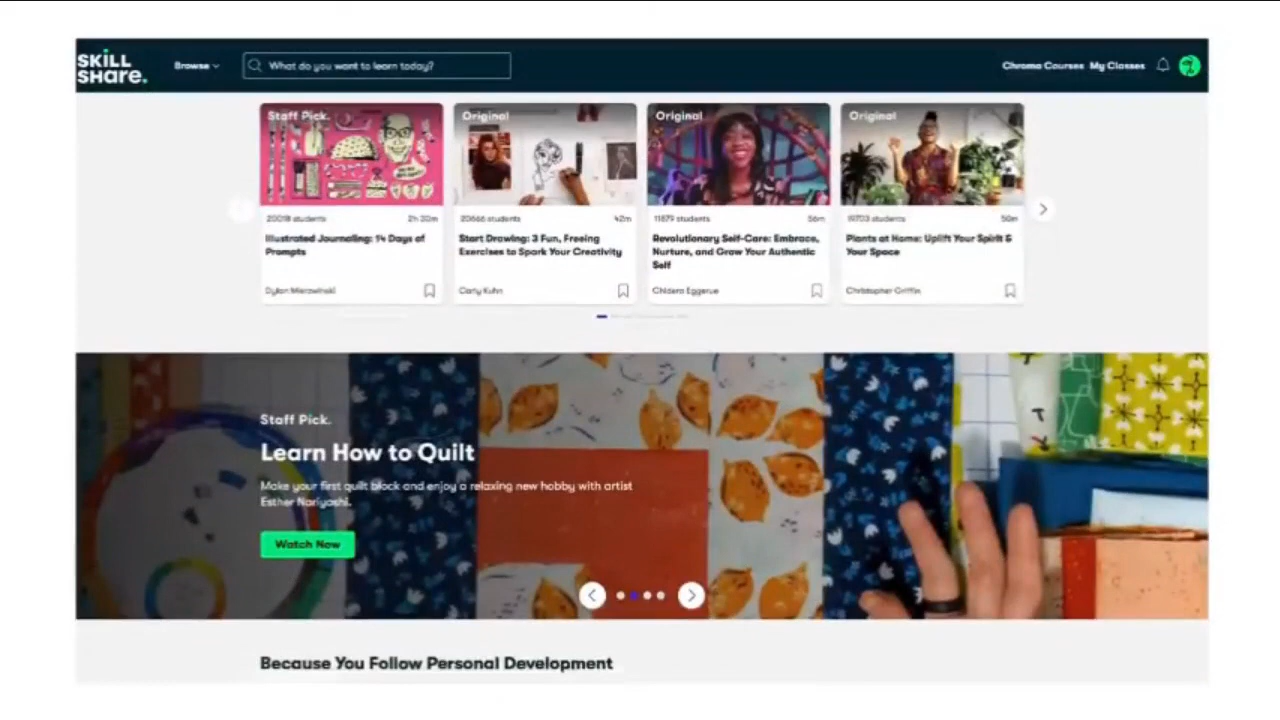 SKILL
SHARE.
Browse
What do you want to learn today?
Chroma Courses My Classes
Staff Pick.
Original
Original
Original
20018 students 2h 20m
20666 students 42m
11879 students 56m
19703 students 50m
Illustrated Journaling: 14 Days of
Prompts
Start Drawing: 3 Fun, Freeing
Exercises to Spark Your Creativity
Revolutionary Self-Care: Embrace,
Nurture, and Grow Your Authentic
Self
Plants at Home: Uplift Your Spirit &
Your Space
Dylan Mierzwinski
Carly Kuhn
Chidera Eggerue
Christopher Griffin
Staff Pick.
Learn How to Quilt
Make your first quilt block and enjoy a relaxing new hobby with artist
Esther Nariyoshi.
Watch Now
Because You Follow Personal Development